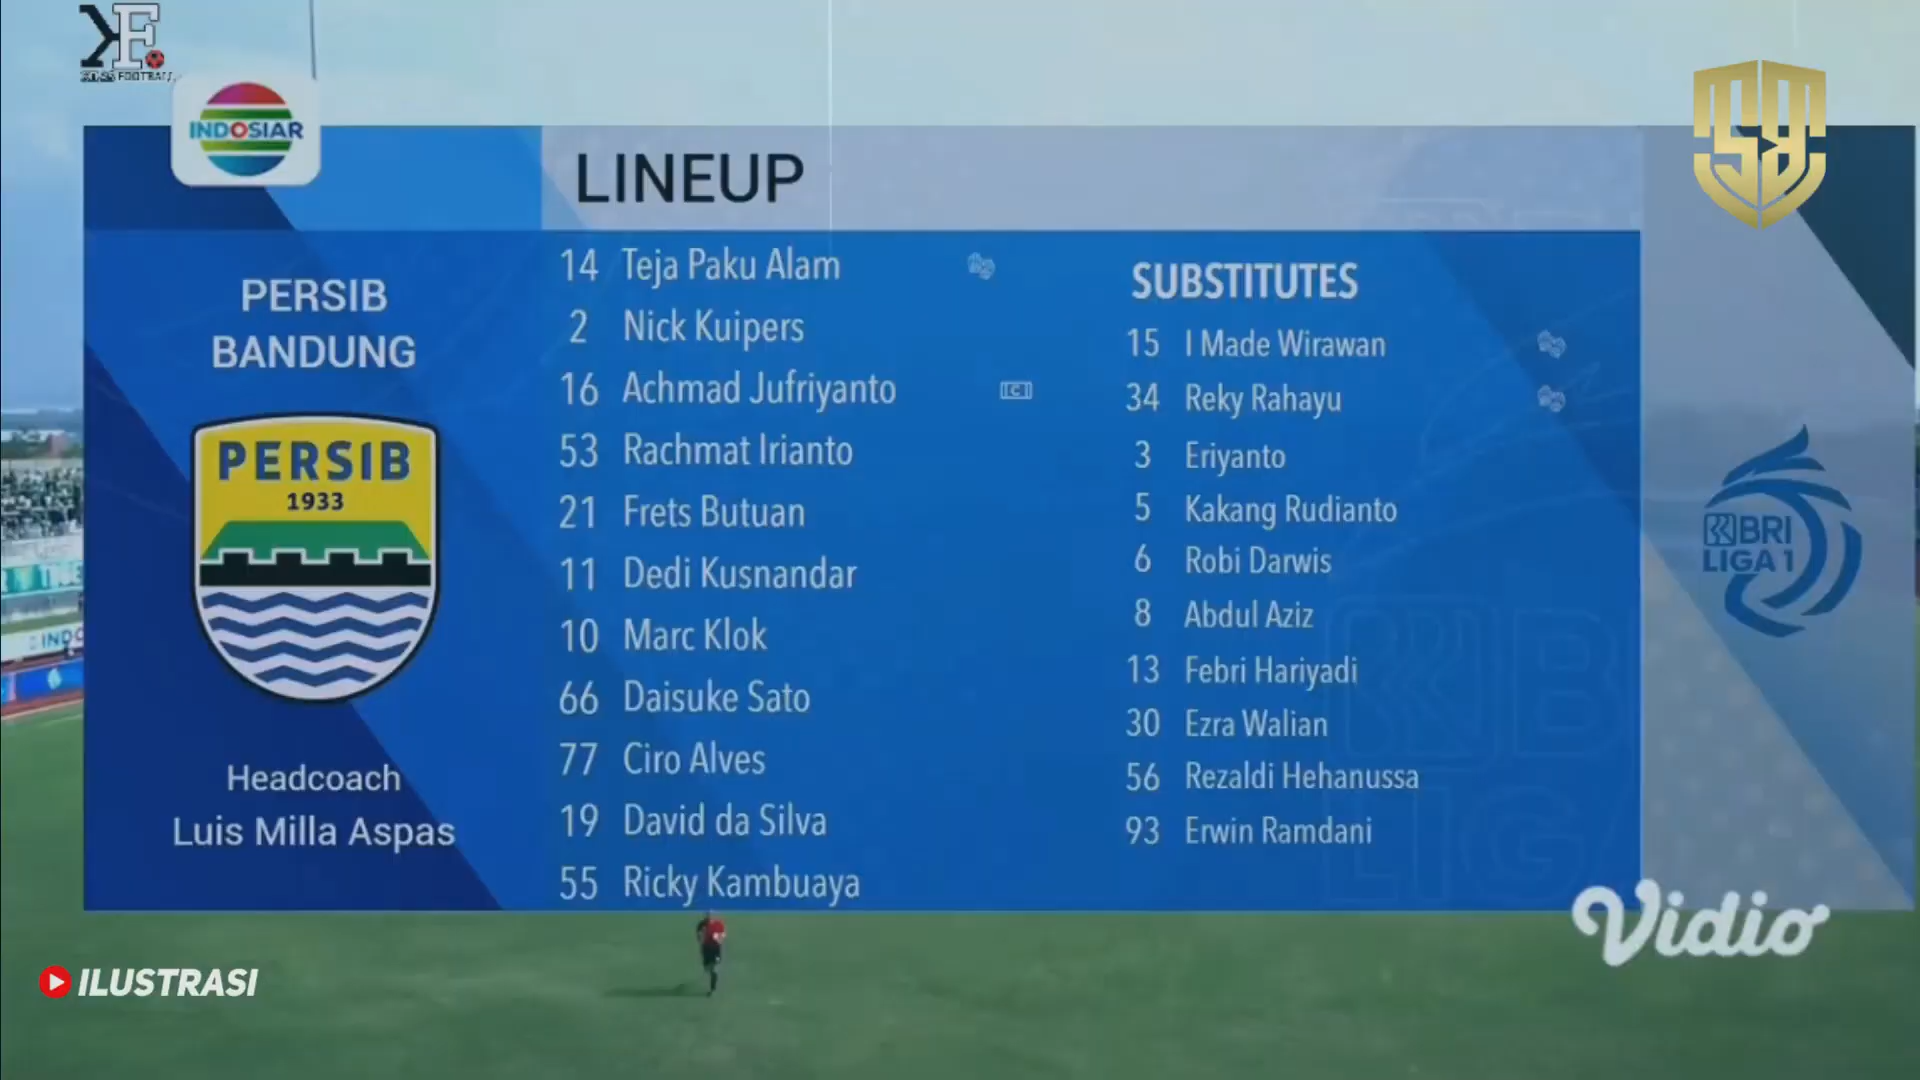 KF
INDOSIAR
SB
LINEUP
PERSIB
BANDUNG
PERSIB
1933
Headcoach
Luis Milla Aspas
14 Teja Paku Alam
2 Nick Kuipers
16 Achmad Jufriyanto C
53 Rachmat Irianto
21 Frets Butuan
11 Dedi Kusnandar
10 Marc Klok
66 Daisuke Sato
77 Ciro Alves
19 David da Silva
55 Ricky Kambuaya
SUBSTITUTES
15 I Made Wirawan
34 Reky Rahayu
3 Eriyanto
5 Kakang Rudianto
6 Robi Darwis
8 Abdul Aziz
13 Febri Hariyadi
30 Ezra Walian
56 Rezaldi Hehanussa
93 Erwin Ramdani
BRI
LIGA 1
Vidio
ILUSTRASI